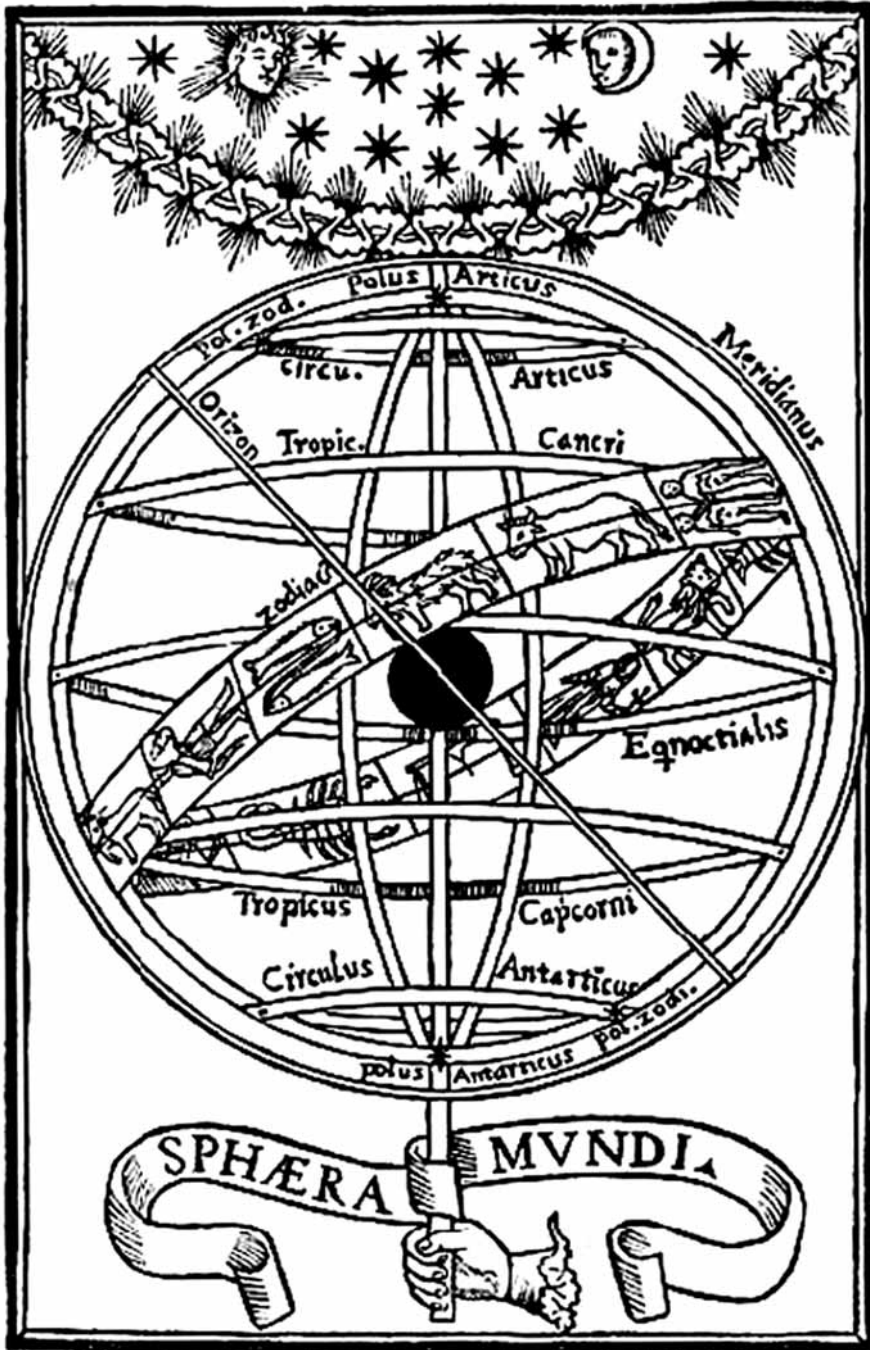 Polus Articus
Pol. zod.
Meridianus
circu. Articus
Orizon
Tropic. Cancri
zodiac
Eqnoctialis
Tropicus Capcorni
Circulus Antarticus
pol. zodi.
polus Antarticus
SPHÆRA MVNDI